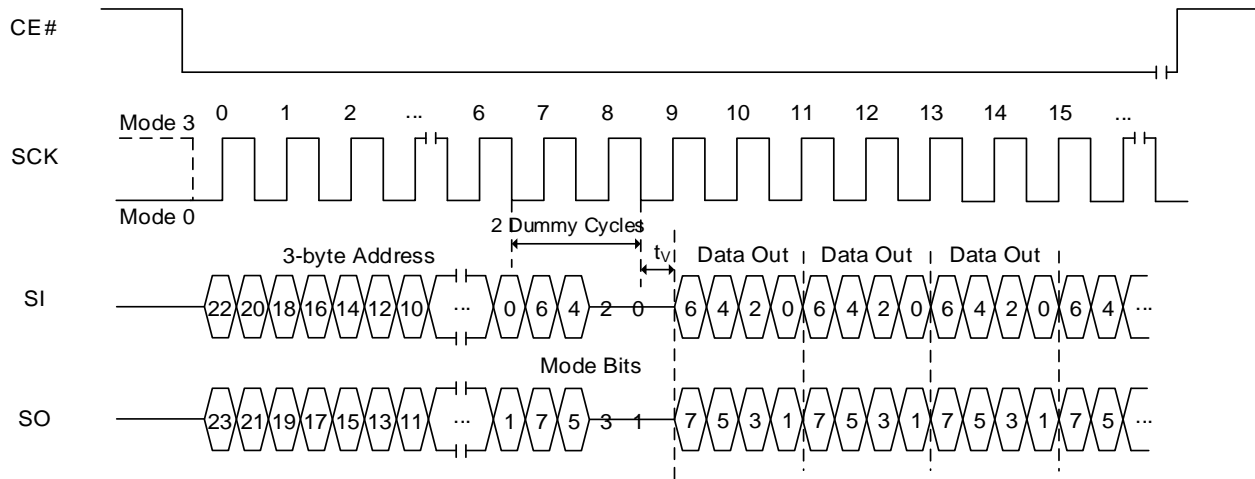 CE#
0 1 2 ... 6 7 8 9 10 11 12 13 14 15 ...
Mode 3
SCK
Mode 0
2 Dummy Cycles
3-byte Address tV Data Out Data Out Data Out
SI 22 20 18 16 14 12 10 ... 0 6 4 2 0 6 4 2 0 6 4 2 0 6 4 2 0 6 4 ...
Mode Bits
SO 23 21 19 17 15 13 11 ... 1 7 5 3 1 7 5 3 1 7 5 3 1 7 5 3 1 7 5 ...